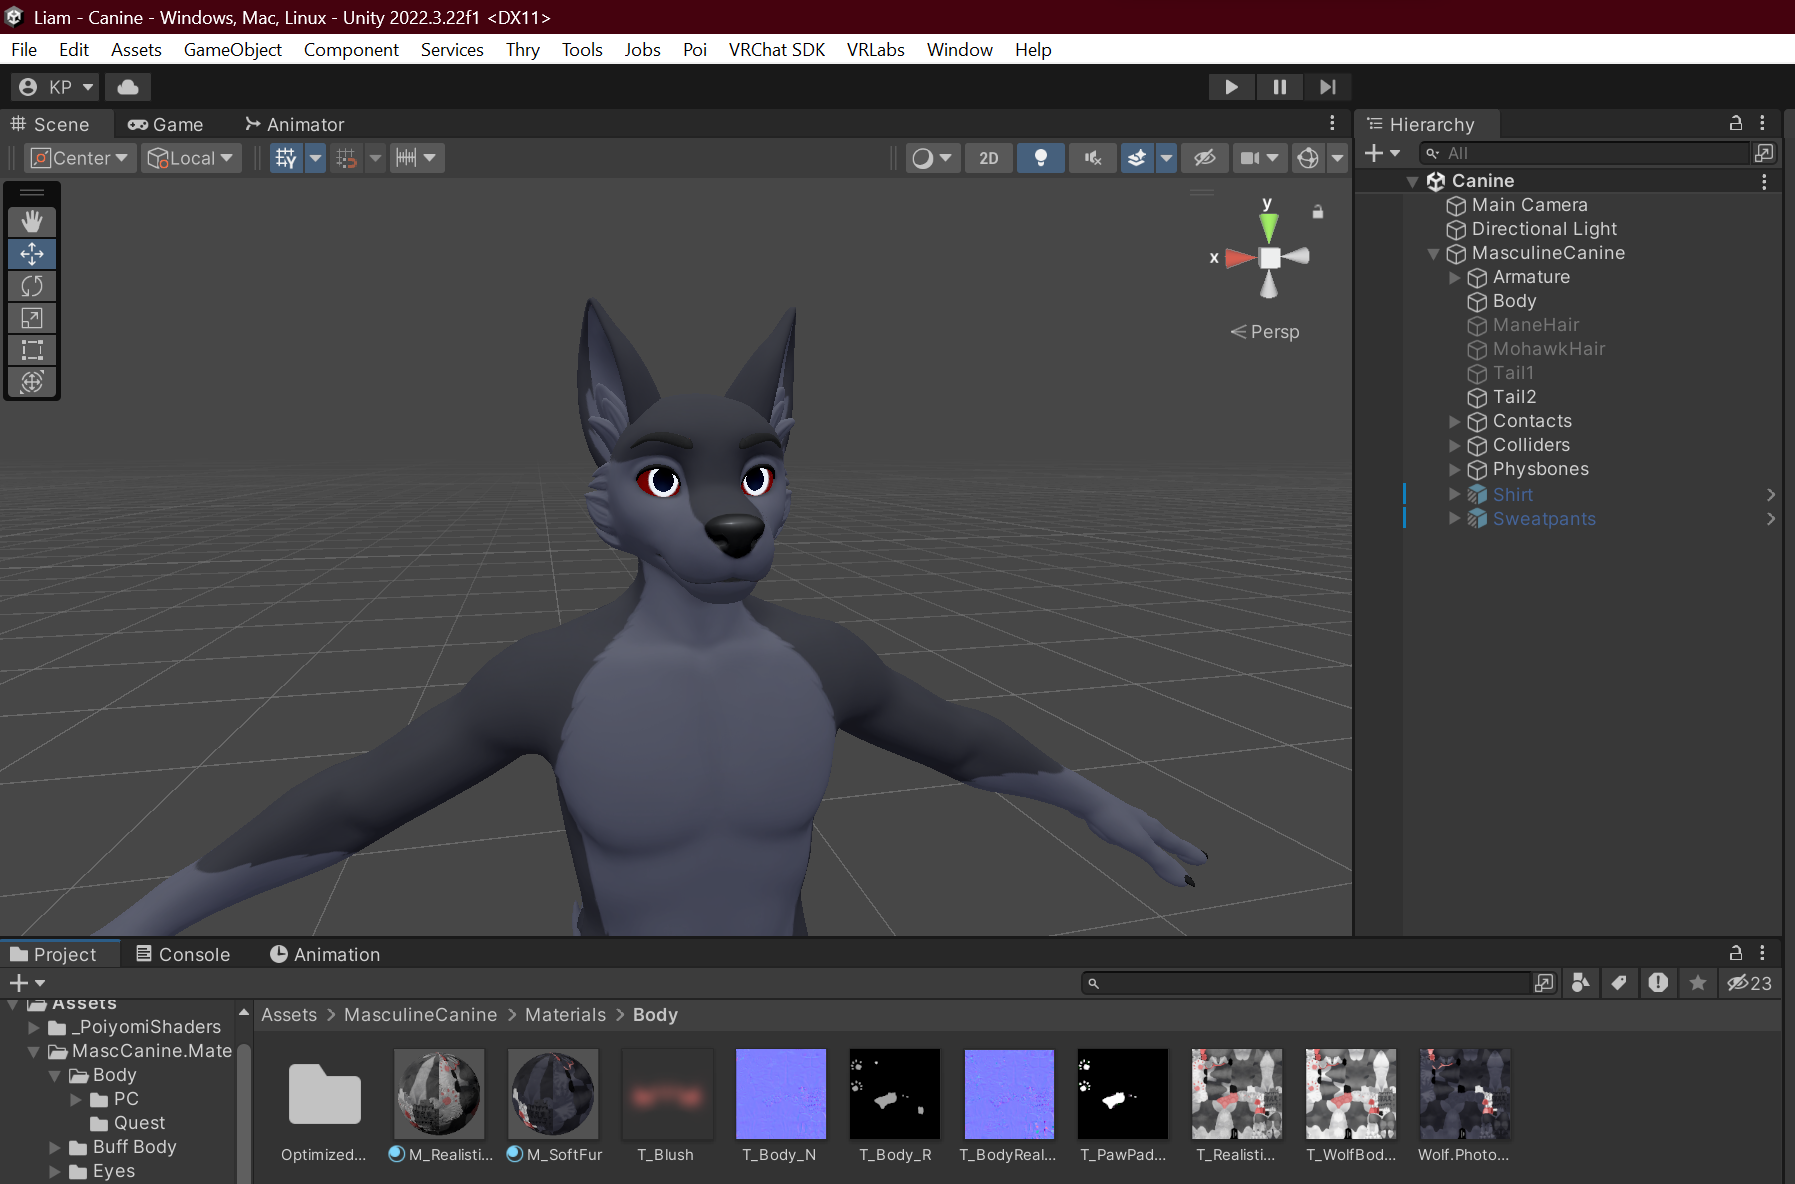 Liam - Canine - Windows, Mac, Linux - Unity 2022.3.22f1 <DX11>
File Edit Assets GameObject Component Services Thry Tools Jobs Poi VRChat SDK VRLabs Window Help
KP
Scene Game Animator
Center Local 2D
y
x
Persp
Hierarchy
All
Canine
Main Camera
Directional Light
MasculineCanine
Armature
Body
ManeHair
MohawkHair
Tail1
Tail2
Contacts
Colliders
Physbones
Shirt
Sweatpants
Project Console Animation
23
Assets
_PoiyomiShaders
MascCanine.Mate
Body
PC
Quest
Buff Body
Eyes
Assets > MasculineCanine > Materials > Body
Optimized... M_Realisti... M_SoftFur T_Blush T_Body_N T_Body_R T_BodyReal... T_PawPad... T_Realisti... T_WolfBod... Wolf.Photo...